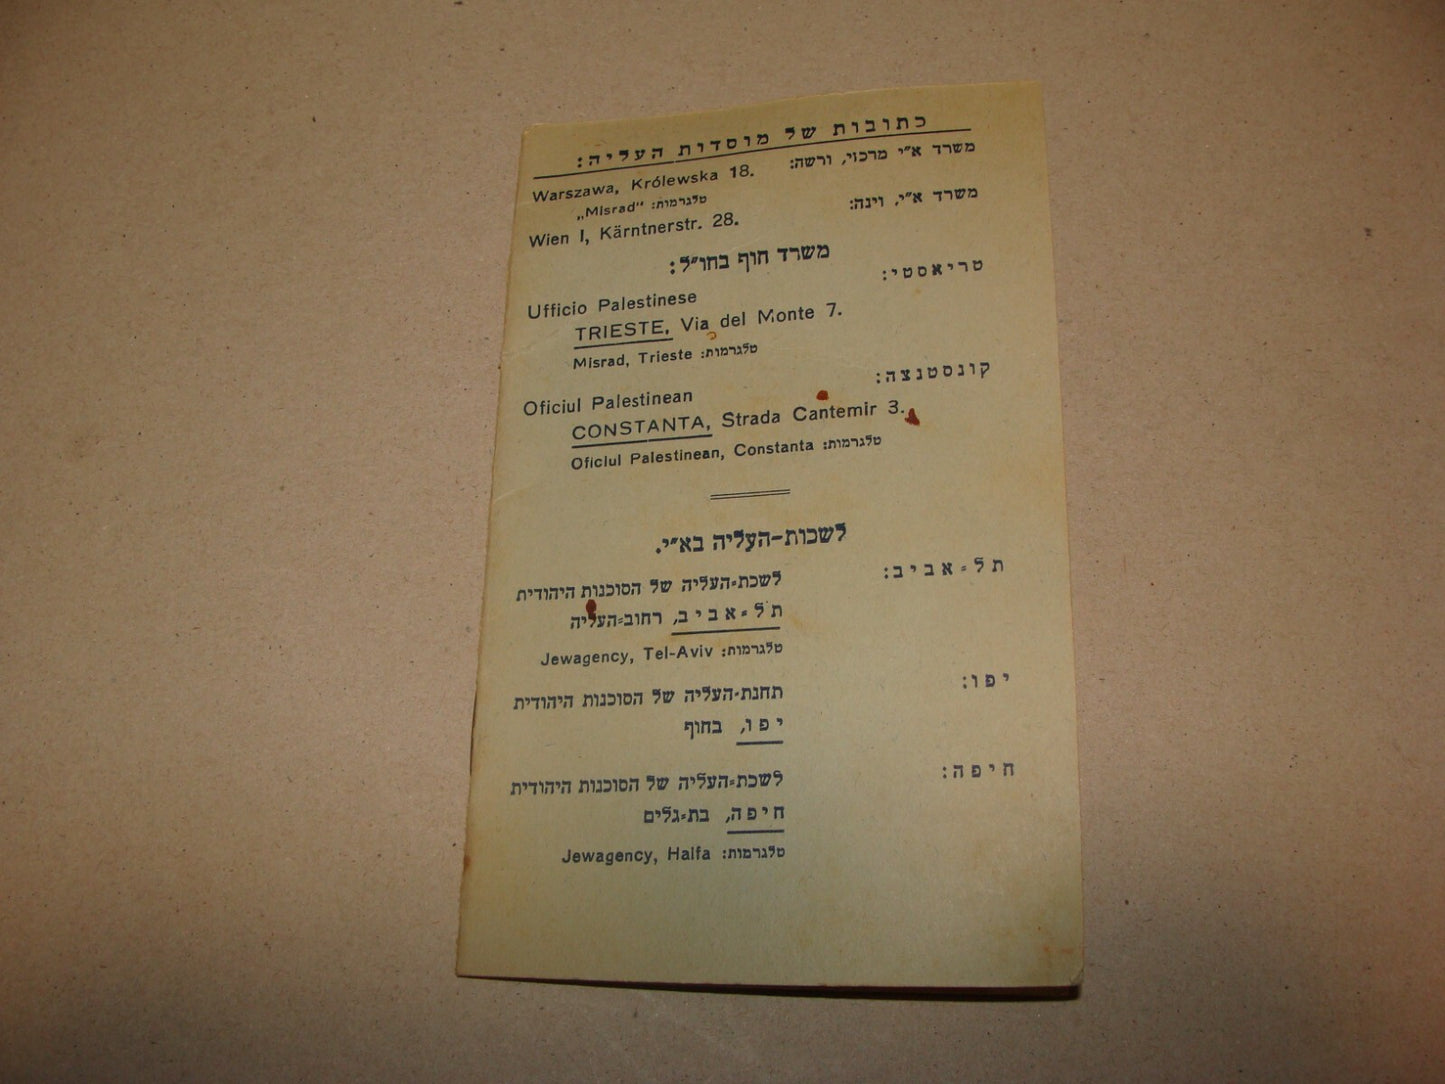 כתובות של מוסדות העליה:
משרד א״י מרכזי, ורשה: Warszawa, Królewska 18.
טלגרמות: „Misrad"
משרד א״י, וינה: Wien I, Kärntnerstr. 28.
משרד חוף בחו״ל:
טריאסטי:
Ufficio Palestinese
TRIESTE, Via del Monte 7.
טלגרמות: Misrad, Trieste
קונסטנצה:
Oficiul Palestinean
CONSTANTA, Strada Cantemir 3.
טלגרמות: Oficiul Palestinean, Constanta
לשכות-העליה בא״י.
תל-אביב: לשכת-העליה של הסוכנות היהודית
תל-אביב, רחוב-העליה
טלגרמות: Jewagency, Tel-Aviv
יפו: תחנת-העליה של הסוכנות היהודית
יפו, בחוף
חיפה: לשכת-העליה של הסוכנות היהודית
חיפה, בת-גלים
טלגרמות: Jewagency, Haifa